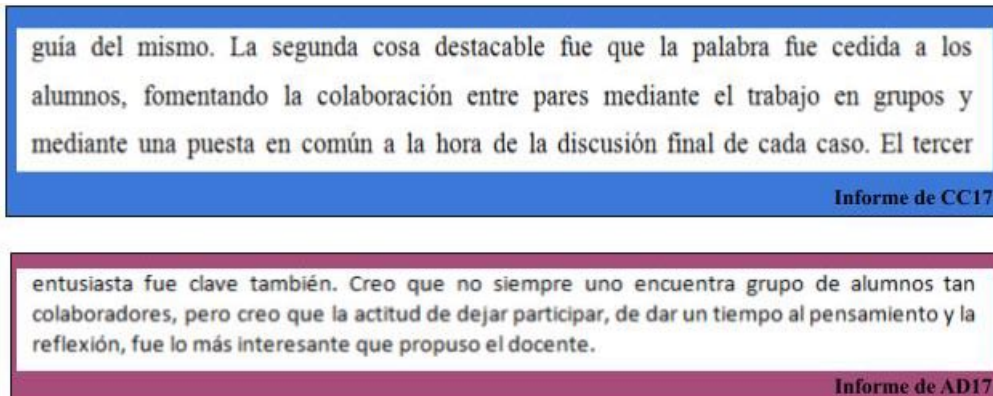 guía del mismo. La segunda cosa destacable fue que la palabra fue cedida a los
alumnos, fomentando la colaboración entre pares mediante el trabajo en grupos y
mediante una puesta en común a la hora de la discusión final de cada caso. El tercer
Informe de CC17
entusiasta fue clave también. Creo que no siempre uno encuentra grupo de alumnos tan
colaboradores, pero creo que la actitud de dejar participar, de dar un tiempo al pensamiento y la
reflexión, fue lo más interesante que propuso el docente.
Informe de AD17